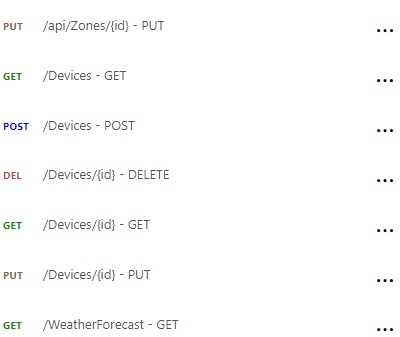 PUT /api/Zones/{id} - PUT ...
GET /Devices - GET ...
POST /Devices - POST ...
DEL /Devices/{id} - DELETE ...
GET /Devices/{id} - GET ...
PUT /Devices/{id} - PUT ...
GET /WeatherForecast - GET ...